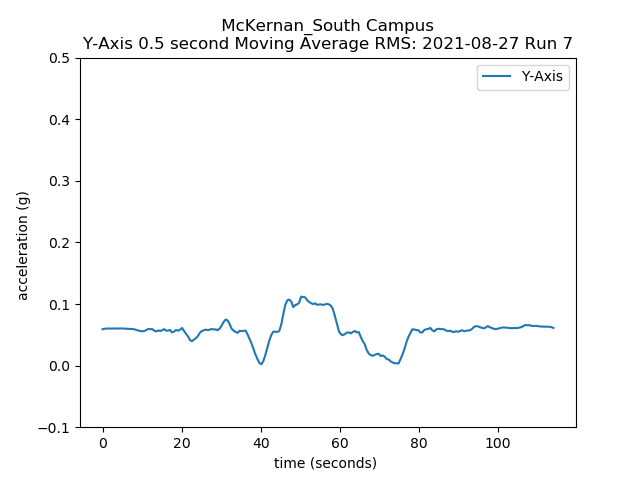 McKernan_South Campus
Y-Axis 0.5 second Moving Average RMS: 2021-08-27 Run 7
Y-Axis
0.5
0.4
0.3
0.2
0.1
0.0
−0.1
acceleration (g)
0 20 40 60 80 100
time (seconds)